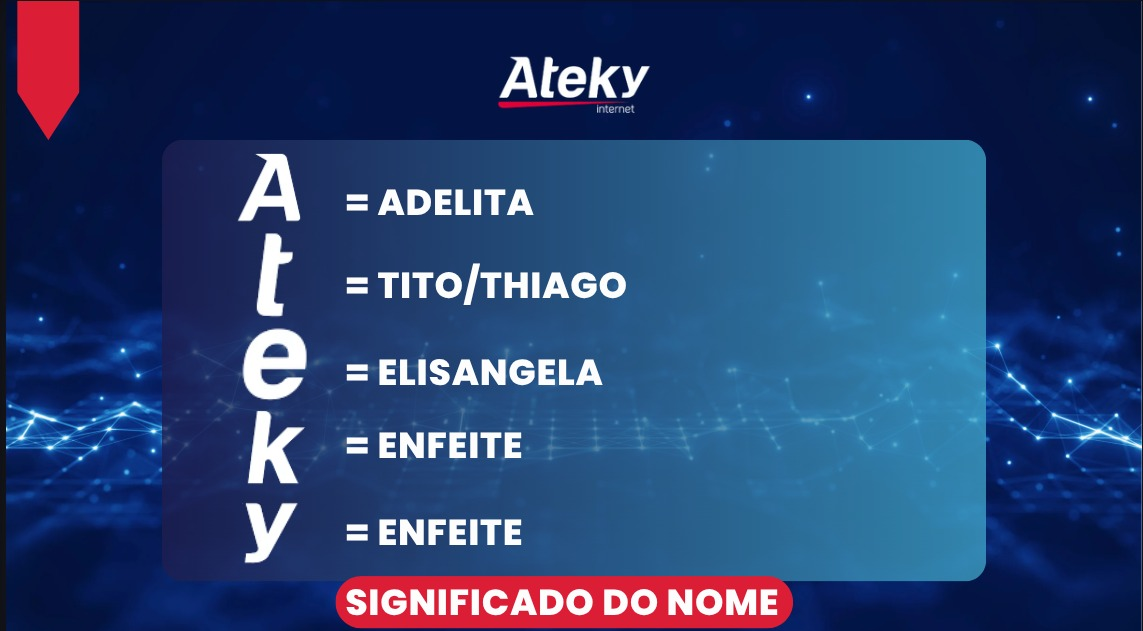 Ateky
internet
A = ADELITA
t = TITO/THIAGO
e = ELISANGELA
k = ENFEITE
y = ENFEITE
SIGNIFICADO DO NOME